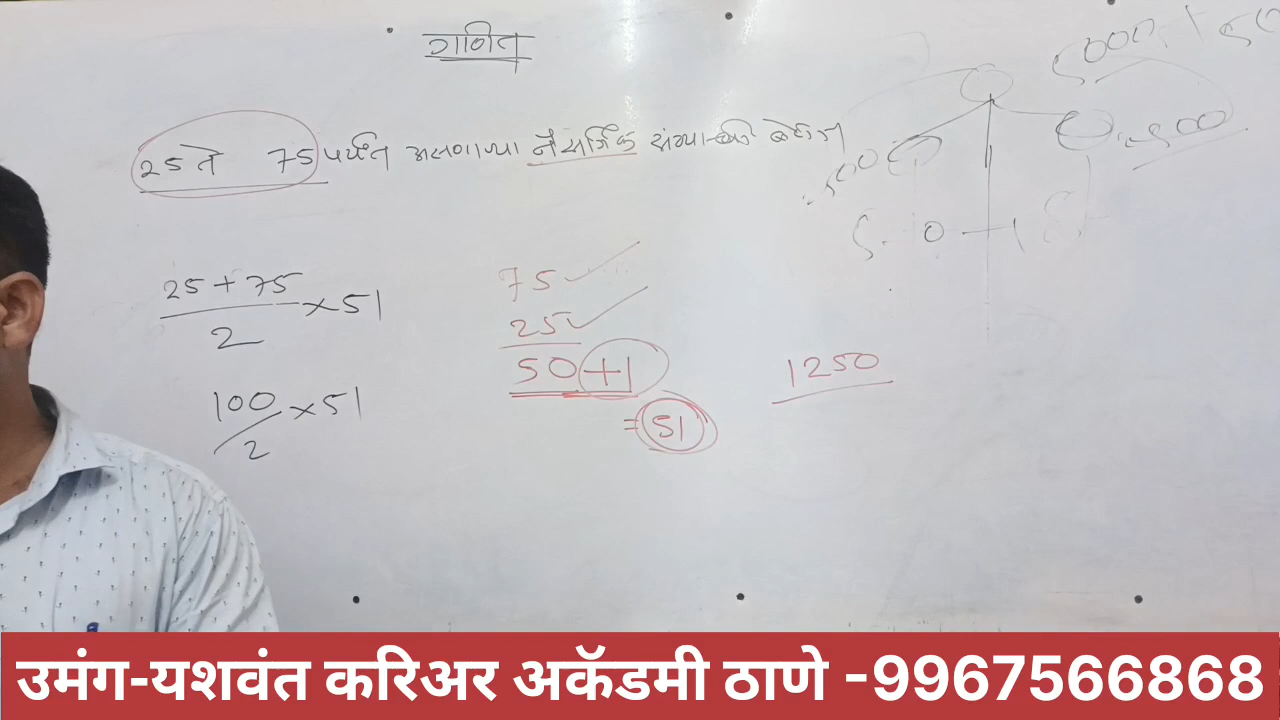 गणित
25 ते 75 पर्यंत असणाऱ्या नैसर्गिक संख्यांची बेरीज
25 + 75
2
× 51
100
2
× 51
75
25
50 +1
= 51
1250
5000
उमंग-यशवंत करिअर अकॅडमी ठाणे -9967566868